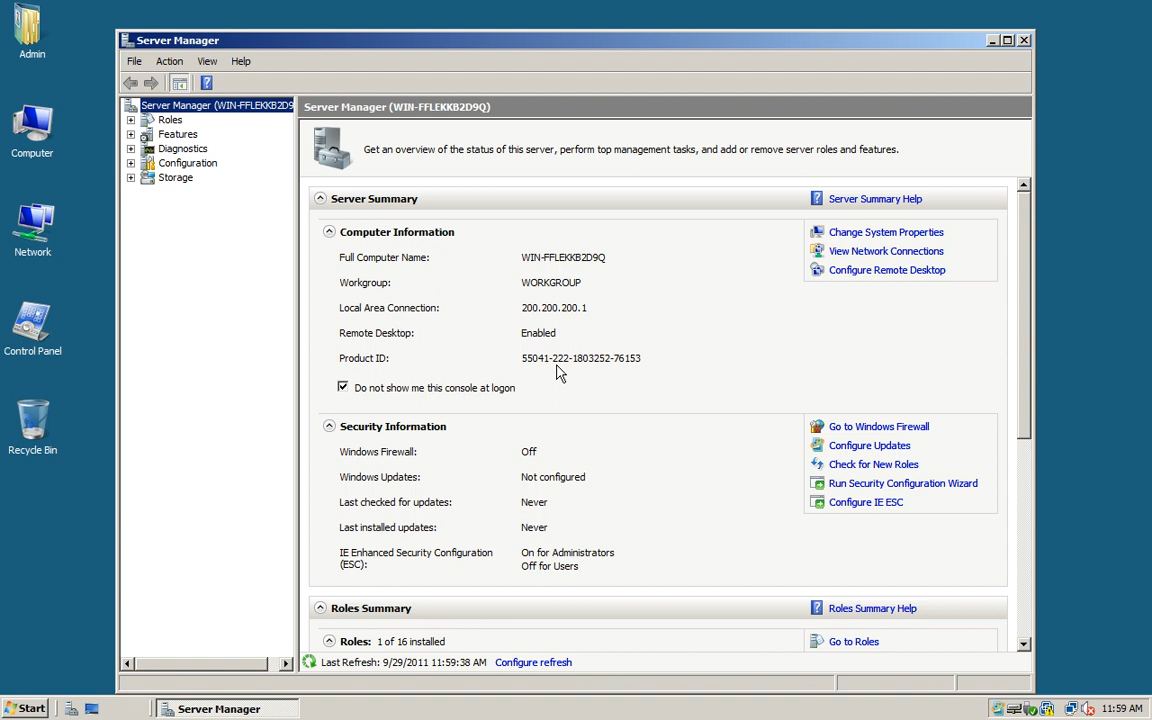 Admin
Computer
Network
Control Panel
Recycle Bin
Server Manager
File Action View Help
Server Manager (WIN-FFLEKKB2D9
Roles
Features
Diagnostics
Configuration
Storage
Server Manager (WIN-FFLEKKB2D9Q)
Get an overview of the status of this server, perform top management tasks, and add or remove server roles and features.
Server Summary
Server Summary Help
Computer Information
Full Computer Name: WIN-FFLEKKB2D9Q
Workgroup: WORKGROUP
Local Area Connection: 200.200.200.1
Remote Desktop: Enabled
Product ID: 55041-222-1803252-76153
Do not show me this console at logon
Change System Properties
View Network Connections
Configure Remote Desktop
Security Information
Windows Firewall: Off
Windows Updates: Not configured
Last checked for updates: Never
Last installed updates: Never
IE Enhanced Security Configuration On for Administrators
(ESC): Off for Users
Go to Windows Firewall
Configure Updates
Check for New Roles
Run Security Configuration Wizard
Configure IE ESC
Roles Summary
Roles Summary Help
Roles: 1 of 16 installed
Go to Roles
Last Refresh: 9/29/2011 11:59:38 AM Configure refresh
Start
Server Manager
11:59 AM